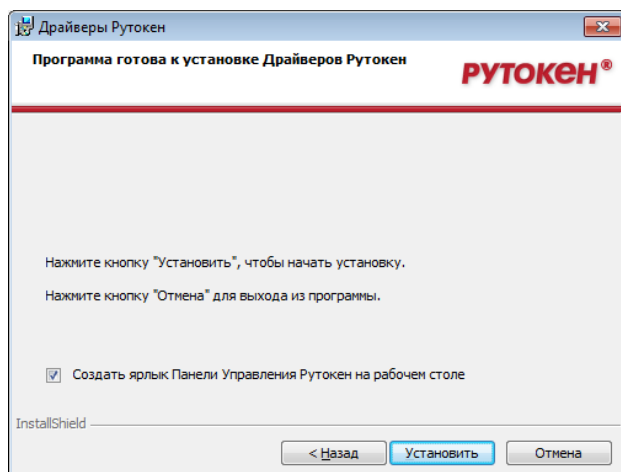 Драйверы Рутокен
Программа готова к установке Драйверов Рутокен
РУТОКЕН®
Нажмите кнопку "Установить", чтобы начать установку.
Нажмите кнопку "Отмена" для выхода из программы.
Создать ярлык Панели Управления Рутокен на рабочем столе
InstallShield
< Назад
Установить
Отмена